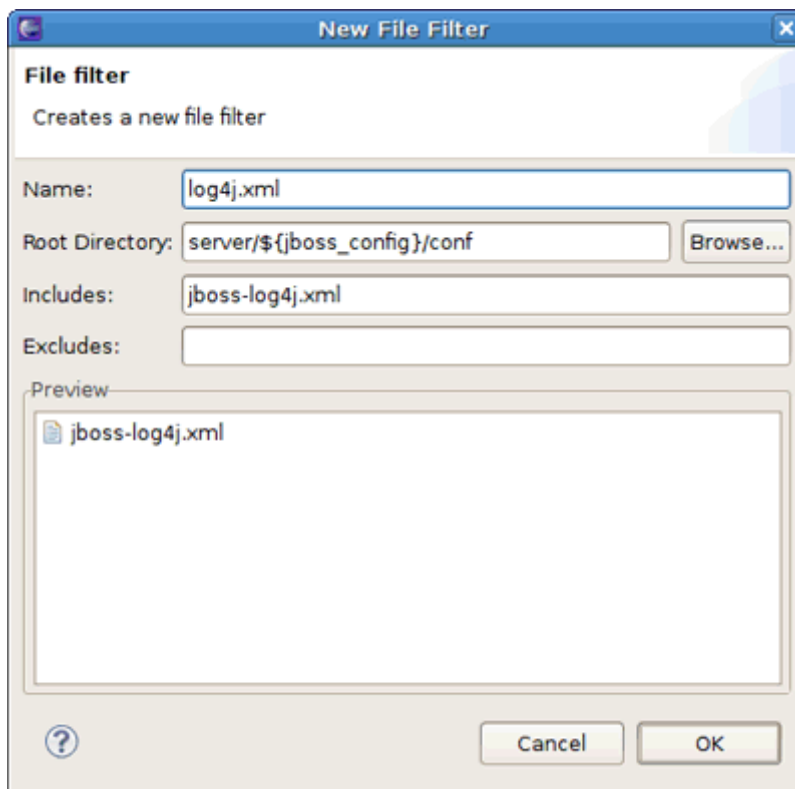 New File Filter
File filter
Creates a new file filter
Name: log4j.xml
Root Directory: server/${jboss_config}/conf Browse...
Includes: jboss-log4j.xml
Excludes:
Preview
jboss-log4j.xml
Cancel OK